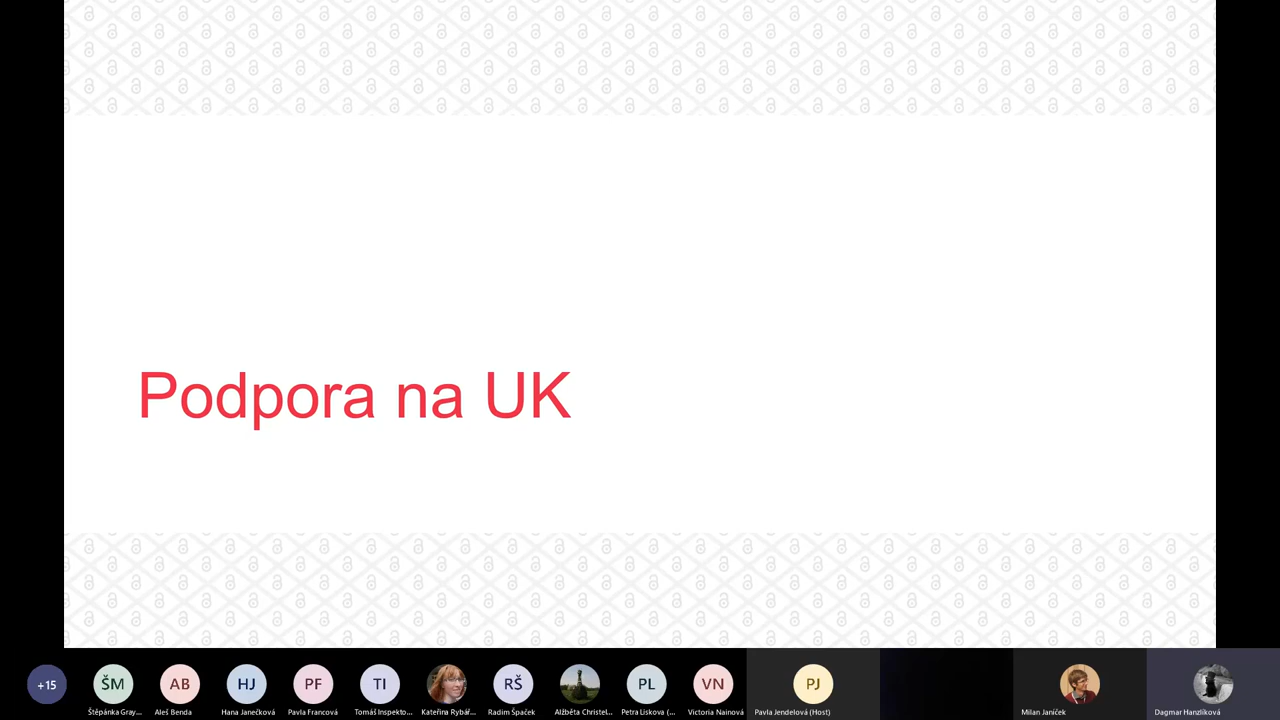 Podpora na UK
+15
ŠM
AB
HJ
PF
TI
RŠ
PL
VN
PJ
Štěpánka Gray...
Aleš Benda
Hana Janečková
Pavla Francová
Tomáš Inspekto...
Kateřina Rybář...
Radim Špaček
Alžběta Christel...
Petra Liskova (...
Victoria Nainová
Pavla Jendelová (Host)
Milan Janíček
Dagmar Hanzlíková